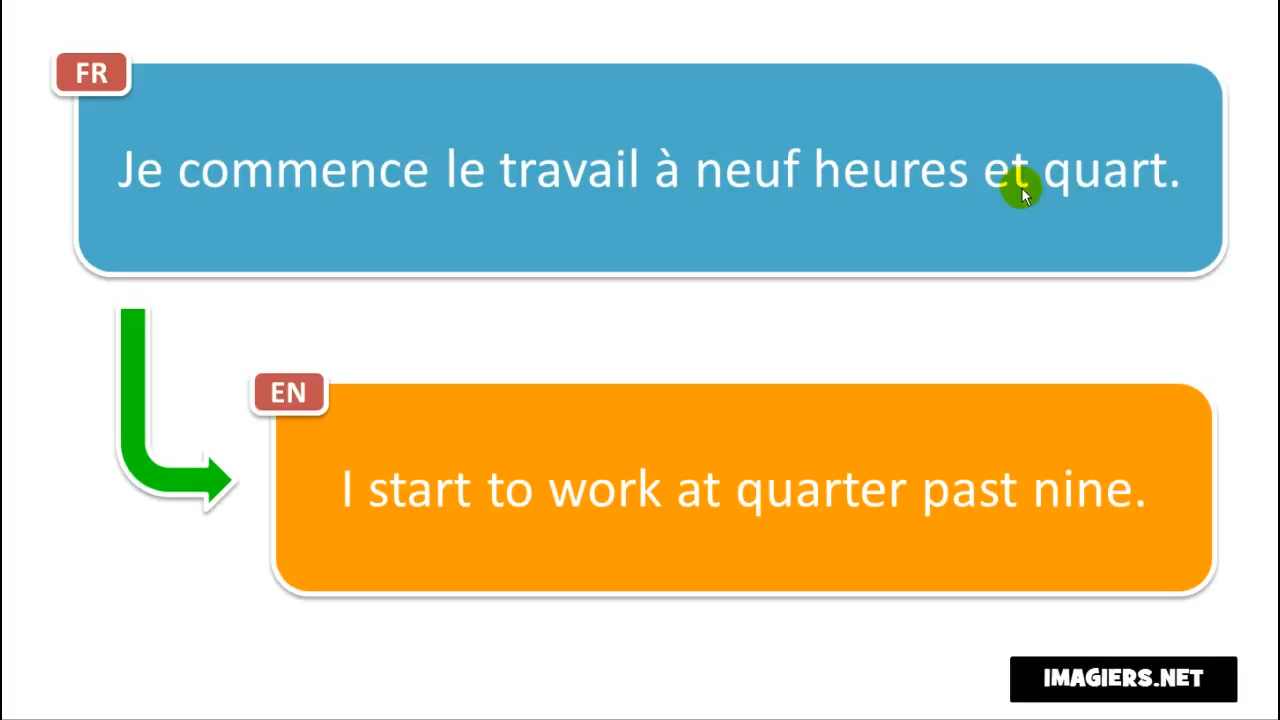 FR
Je commence le travail à neuf heures et quart.
EN
I start to work at quarter past nine.
IMAGIERS.NET